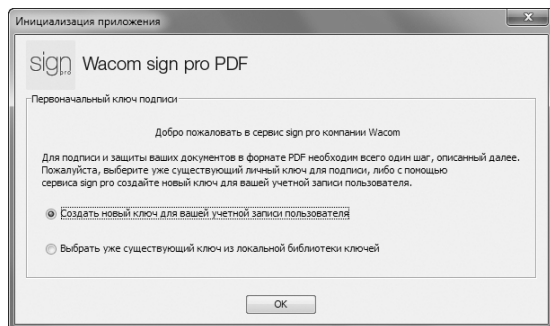 Инициализация приложения
sign pro Wacom sign pro PDF
Первоначальный ключ подписи
Добро пожаловать в сервис sign pro компании Wacom
Для подписи и защиты ваших документов в формате PDF необходим всего один шаг, описанный далее.
Пожалуйста, выберите уже существующий личный ключ для подписи, либо с помощью
сервиса sign pro создайте новый ключ для вашей учетной записи пользователя.
Создать новый ключ для вашей учетной записи пользователя
Выбрать уже существующий ключ из локальной библиотеки ключей
OK